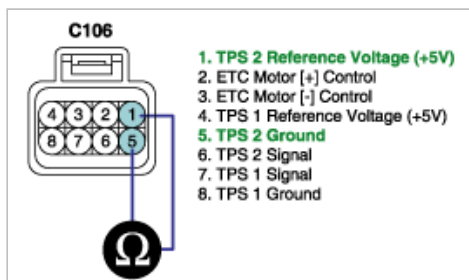 C106
1. TPS 2 Reference Voltage (+5V)
2. ETC Motor [+] Control
3. ETC Motor [-] Control
4. TPS 1 Reference Voltage (+5V)
5. TPS 2 Ground
6. TPS 2 Signal
7. TPS 1 Signal
8. TPS 1 Ground
4 3 2 1
8 7 6 5
Ω